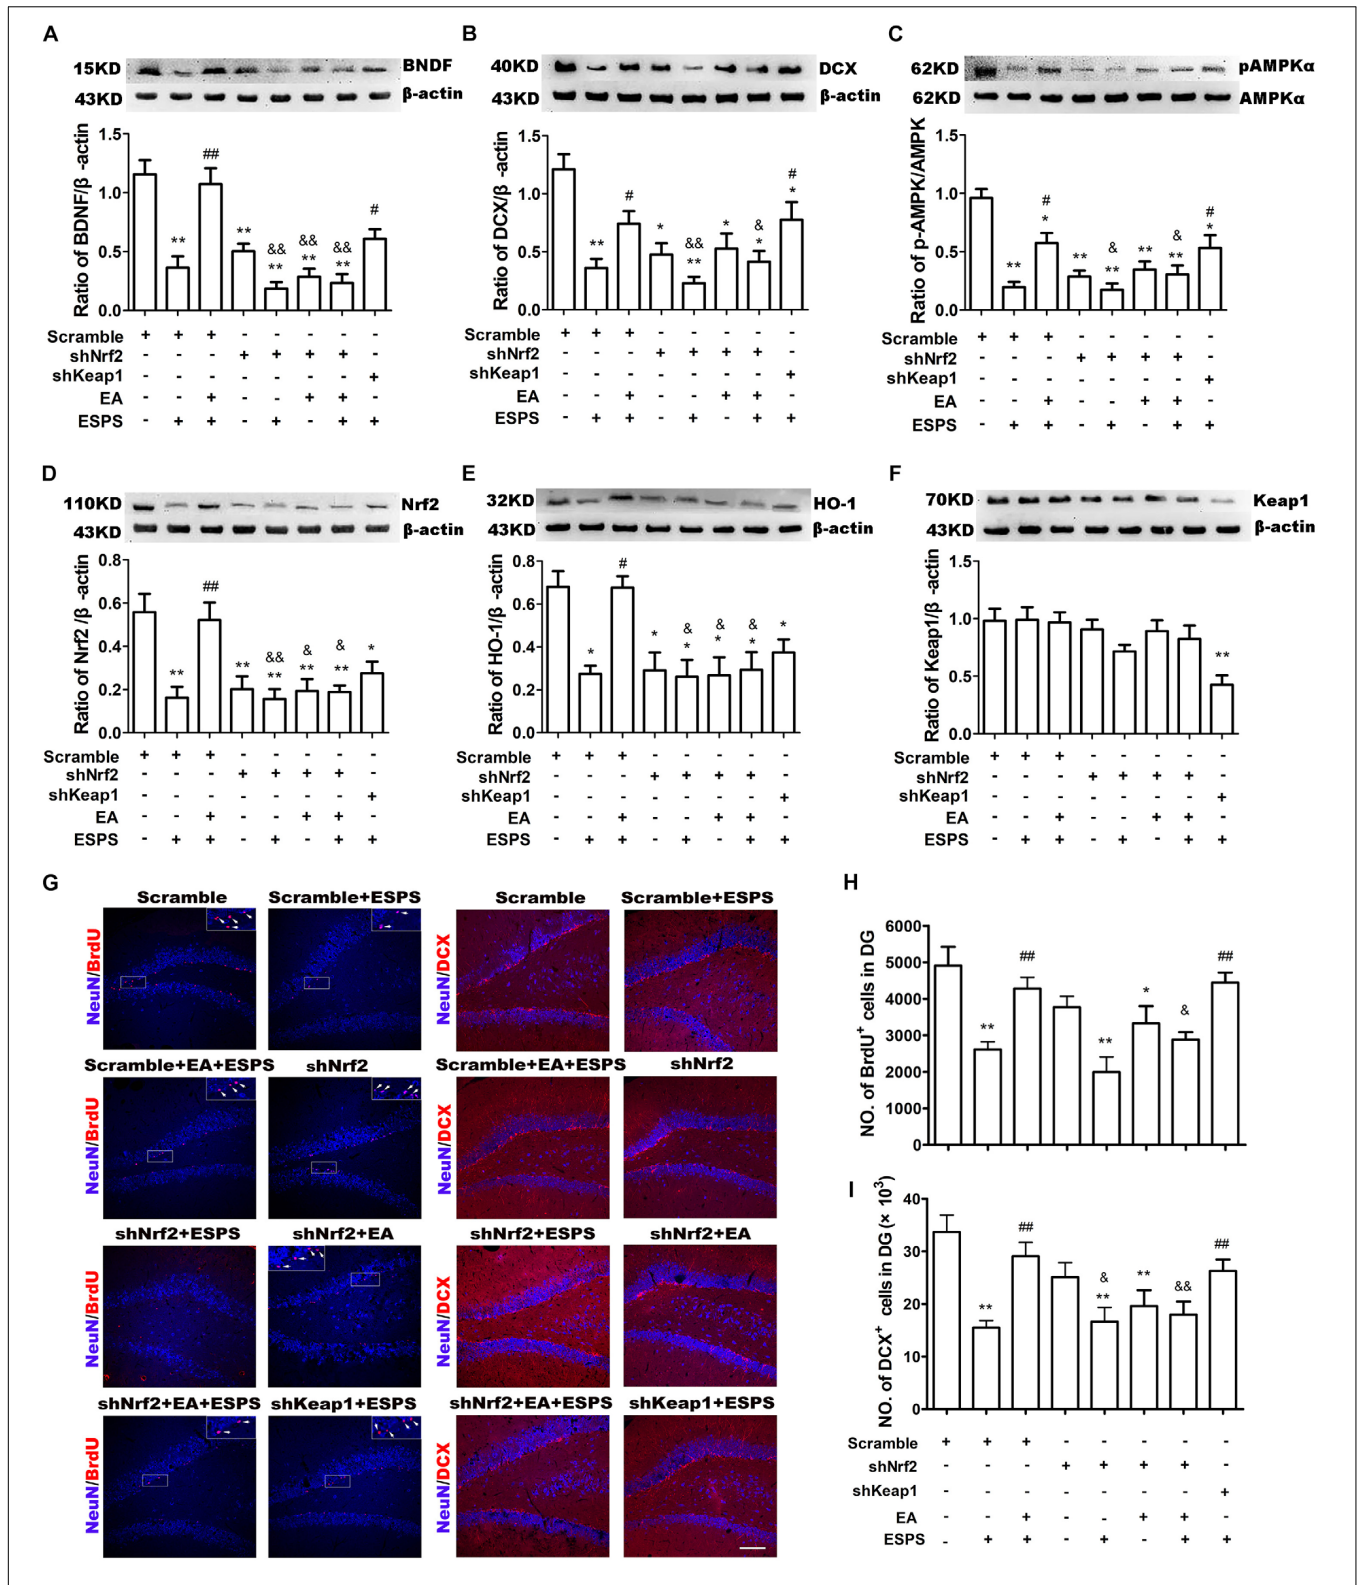 A
15KD
BNDF
43KD
β-actin
Ratio of BDNF/β -actin
1.5
1.0
0.5
0.0
**
##
**
&&
**
&&
**
&&
**
#
Scramble + + + - - - - -
shNrf2 - - - + + + + -
shKeap1 - - - - - - - +
EA - - + - - + + -
ESPS - + + - + - + +
B
40KD
DCX
43KD
β-actin
Ratio of DCX/β -actin
1.5
1.0
0.5
0.0
**
#
*
&&
**
*
&
*
#
*
Scramble + + + - - - - -
shNrf2 - - - + + + + -
shKeap1 - - - - - - - +
EA - - + - - + + -
ESPS - + + - + - + +
C
62KD
pAMPKα
62KD
AMPKα
Ratio of p-AMPK/AMPK
1.5
1.0
0.5
0.0
**
#
*
**
&
**
**
&
**
#
*
Scramble + + + - - - - -
shNrf2 - - - + + + + -
shKeap1 - - - - - - - +
EA - - + - - + + -
ESPS - + + - + - + +
D
110KD
Nrf2
43KD
β-actin
Ratio of Nrf2 /β -actin
0.8
0.6
0.4
0.2
0.0
**
##
**
&&
**
&
**
&
**
*
Scramble + + + - - - - -
shNrf2 - - - + + + + -
shKeap1 - - - - - - - +
EA - - + - - + + -
ESPS - + + - + - + +
E
32KD
HO-1
43KD
β-actin
Ratio of HO-1/β -actin
0.8
0.6
0.4
0.2
0.0
*
#
*
&
*
&
*
&
*
*
Scramble + + + - - - - -
shNrf2 - - - + + + + -
shKeap1 - - - - - - - +
EA - - + - - + + -
ESPS - + + - + - + +
F
70KD
Keap1
43KD
β-actin
Ratio of Keap1/β -actin
1.5
1.0
0.5
0.0
**
Scramble + + + - - - - -
shNrf2 - - - + + + + -
shKeap1 - - - - - - - +
EA - - + - - + + -
ESPS - + + - + - + +
G
Scramble
Scramble+ESPS
Scramble
Scramble+ESPS
NeuN/BrdU
NeuN/DCX
Scramble+EA+ESPS
shNrf2
Scramble+EA+ESPS
shNrf2
NeuN/BrdU
NeuN/DCX
shNrf2+ESPS
shNrf2+EA
shNrf2+ESPS
shNrf2+EA
NeuN/BrdU
NeuN/DCX
shNrf2+EA+ESPS
shKeap1+ESPS
shNrf2+EA+ESPS
shKeap1+ESPS
NeuN/BrdU
NeuN/DCX
H
NO. of BrdU⁺ cells in DG
6000
5000
4000
3000
2000
1000
0
**
##
**
*
&
##
I
NO. of DCX⁺ cells in DG (× 10³)
40
30
20
10
0
**
##
&
**
**
&&
##
Scramble + + + - - - - -
shNrf2 - - - + + + + -
shKeap1 - - - - - - - +
EA - - + - - + + -
ESPS - + + - + - + +